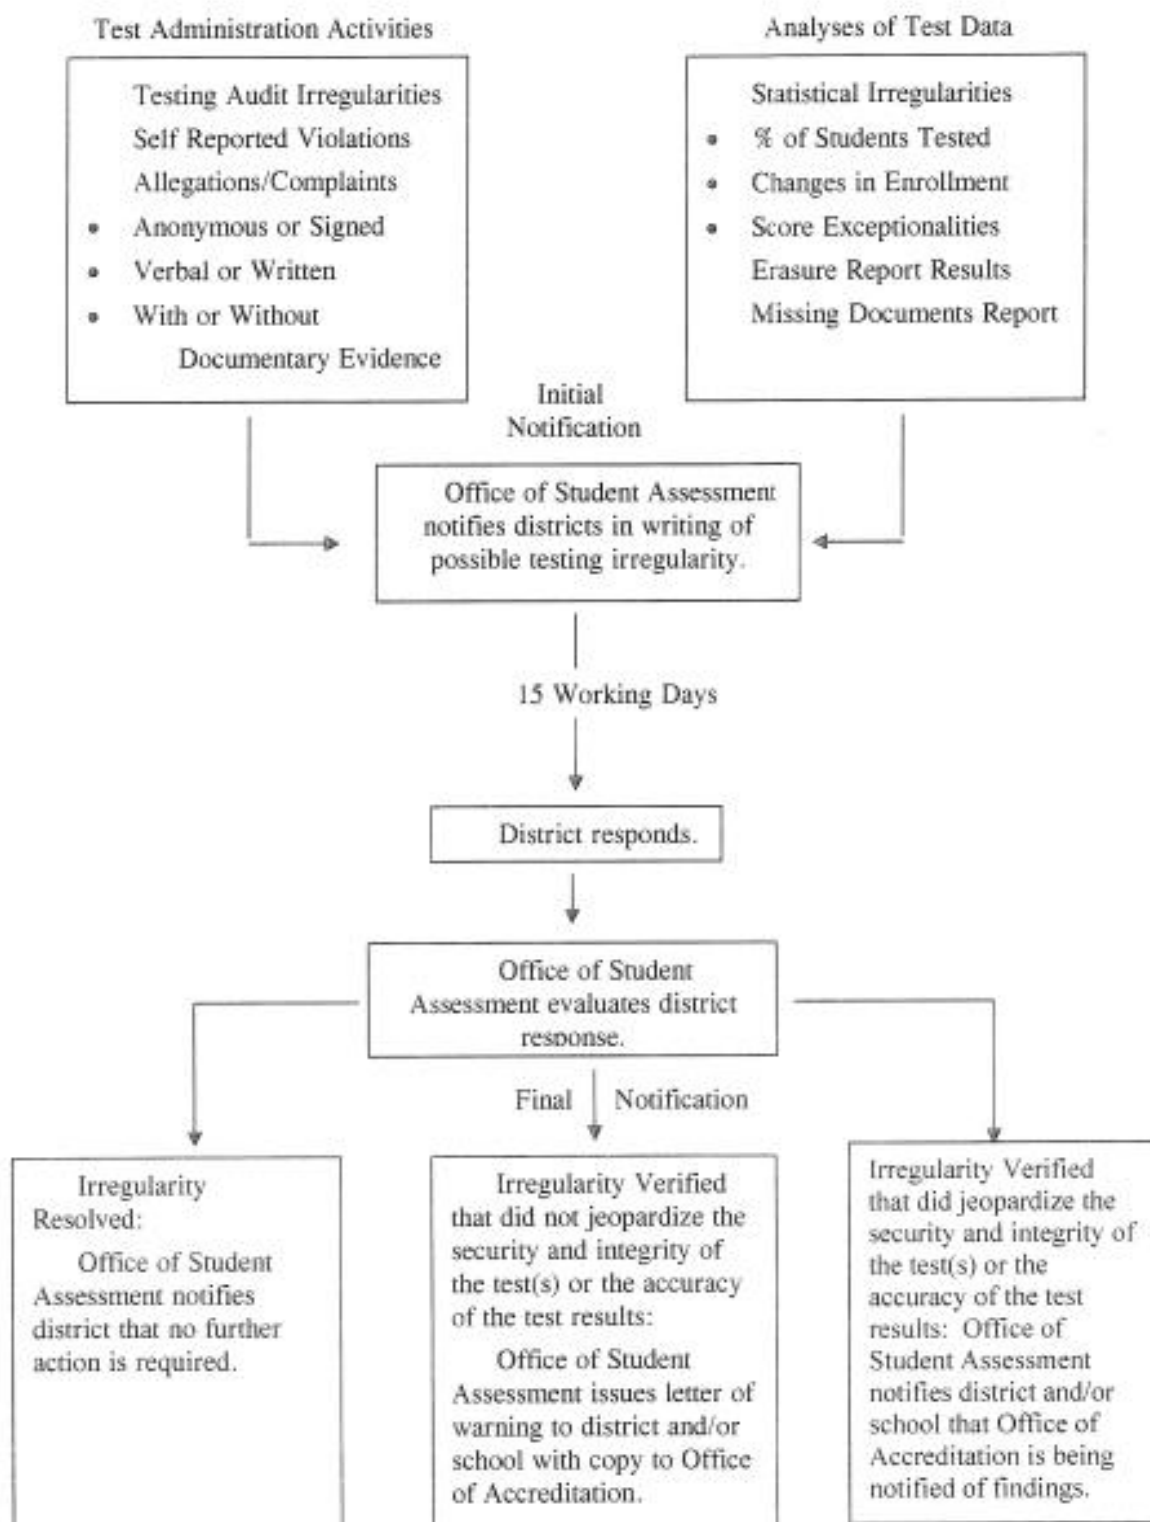 Test Administration Activities
Testing Audit Irregularities
Self Reported Violations
Allegations/Complaints
• Anonymous or Signed
• Verbal or Written
• With or Without
Documentary Evidence
Analyses of Test Data
Statistical Irregularities
• % of Students Tested
• Changes in Enrollment
• Score Exceptionalities
Erasure Report Results
Missing Documents Report
Initial
Notification
Office of Student Assessment
notifies districts in writing of
possible testing irregularity.
15 Working Days
District responds.
Office of Student
Assessment evaluates district
response.
Final Notification
Irregularity
Resolved:
Office of Student
Assessment notifies
district that no further
action is required.
Irregularity Verified
that did not jeopardize the
security and integrity of
the test(s) or the accuracy
of the test results:
Office of Student
Assessment issues letter of
warning to district and/or
school with copy to Office
of Accreditation.
Irregularity Verified
that did jeopardize the
security and integrity of
the test(s) or the
accuracy of the test
results: Office of
Student Assessment
notifies district and/or
school that Office of
Accreditation is being
notified of findings.